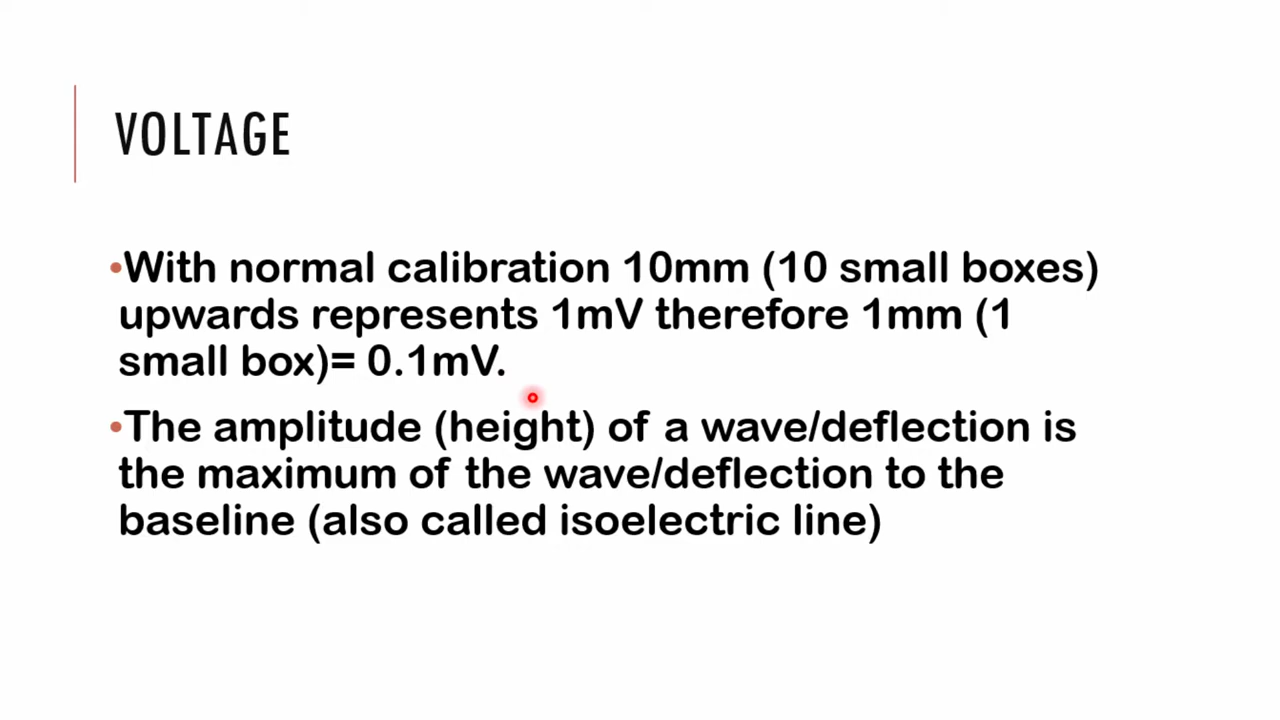 VOLTAGE
•With normal calibration 10mm (10 small boxes)
upwards represents 1mV therefore 1mm (1
small box)= 0.1mV.
•The amplitude (height) of a wave/deflection is
the maximum of the wave/deflection to the
baseline (also called isoelectric line)